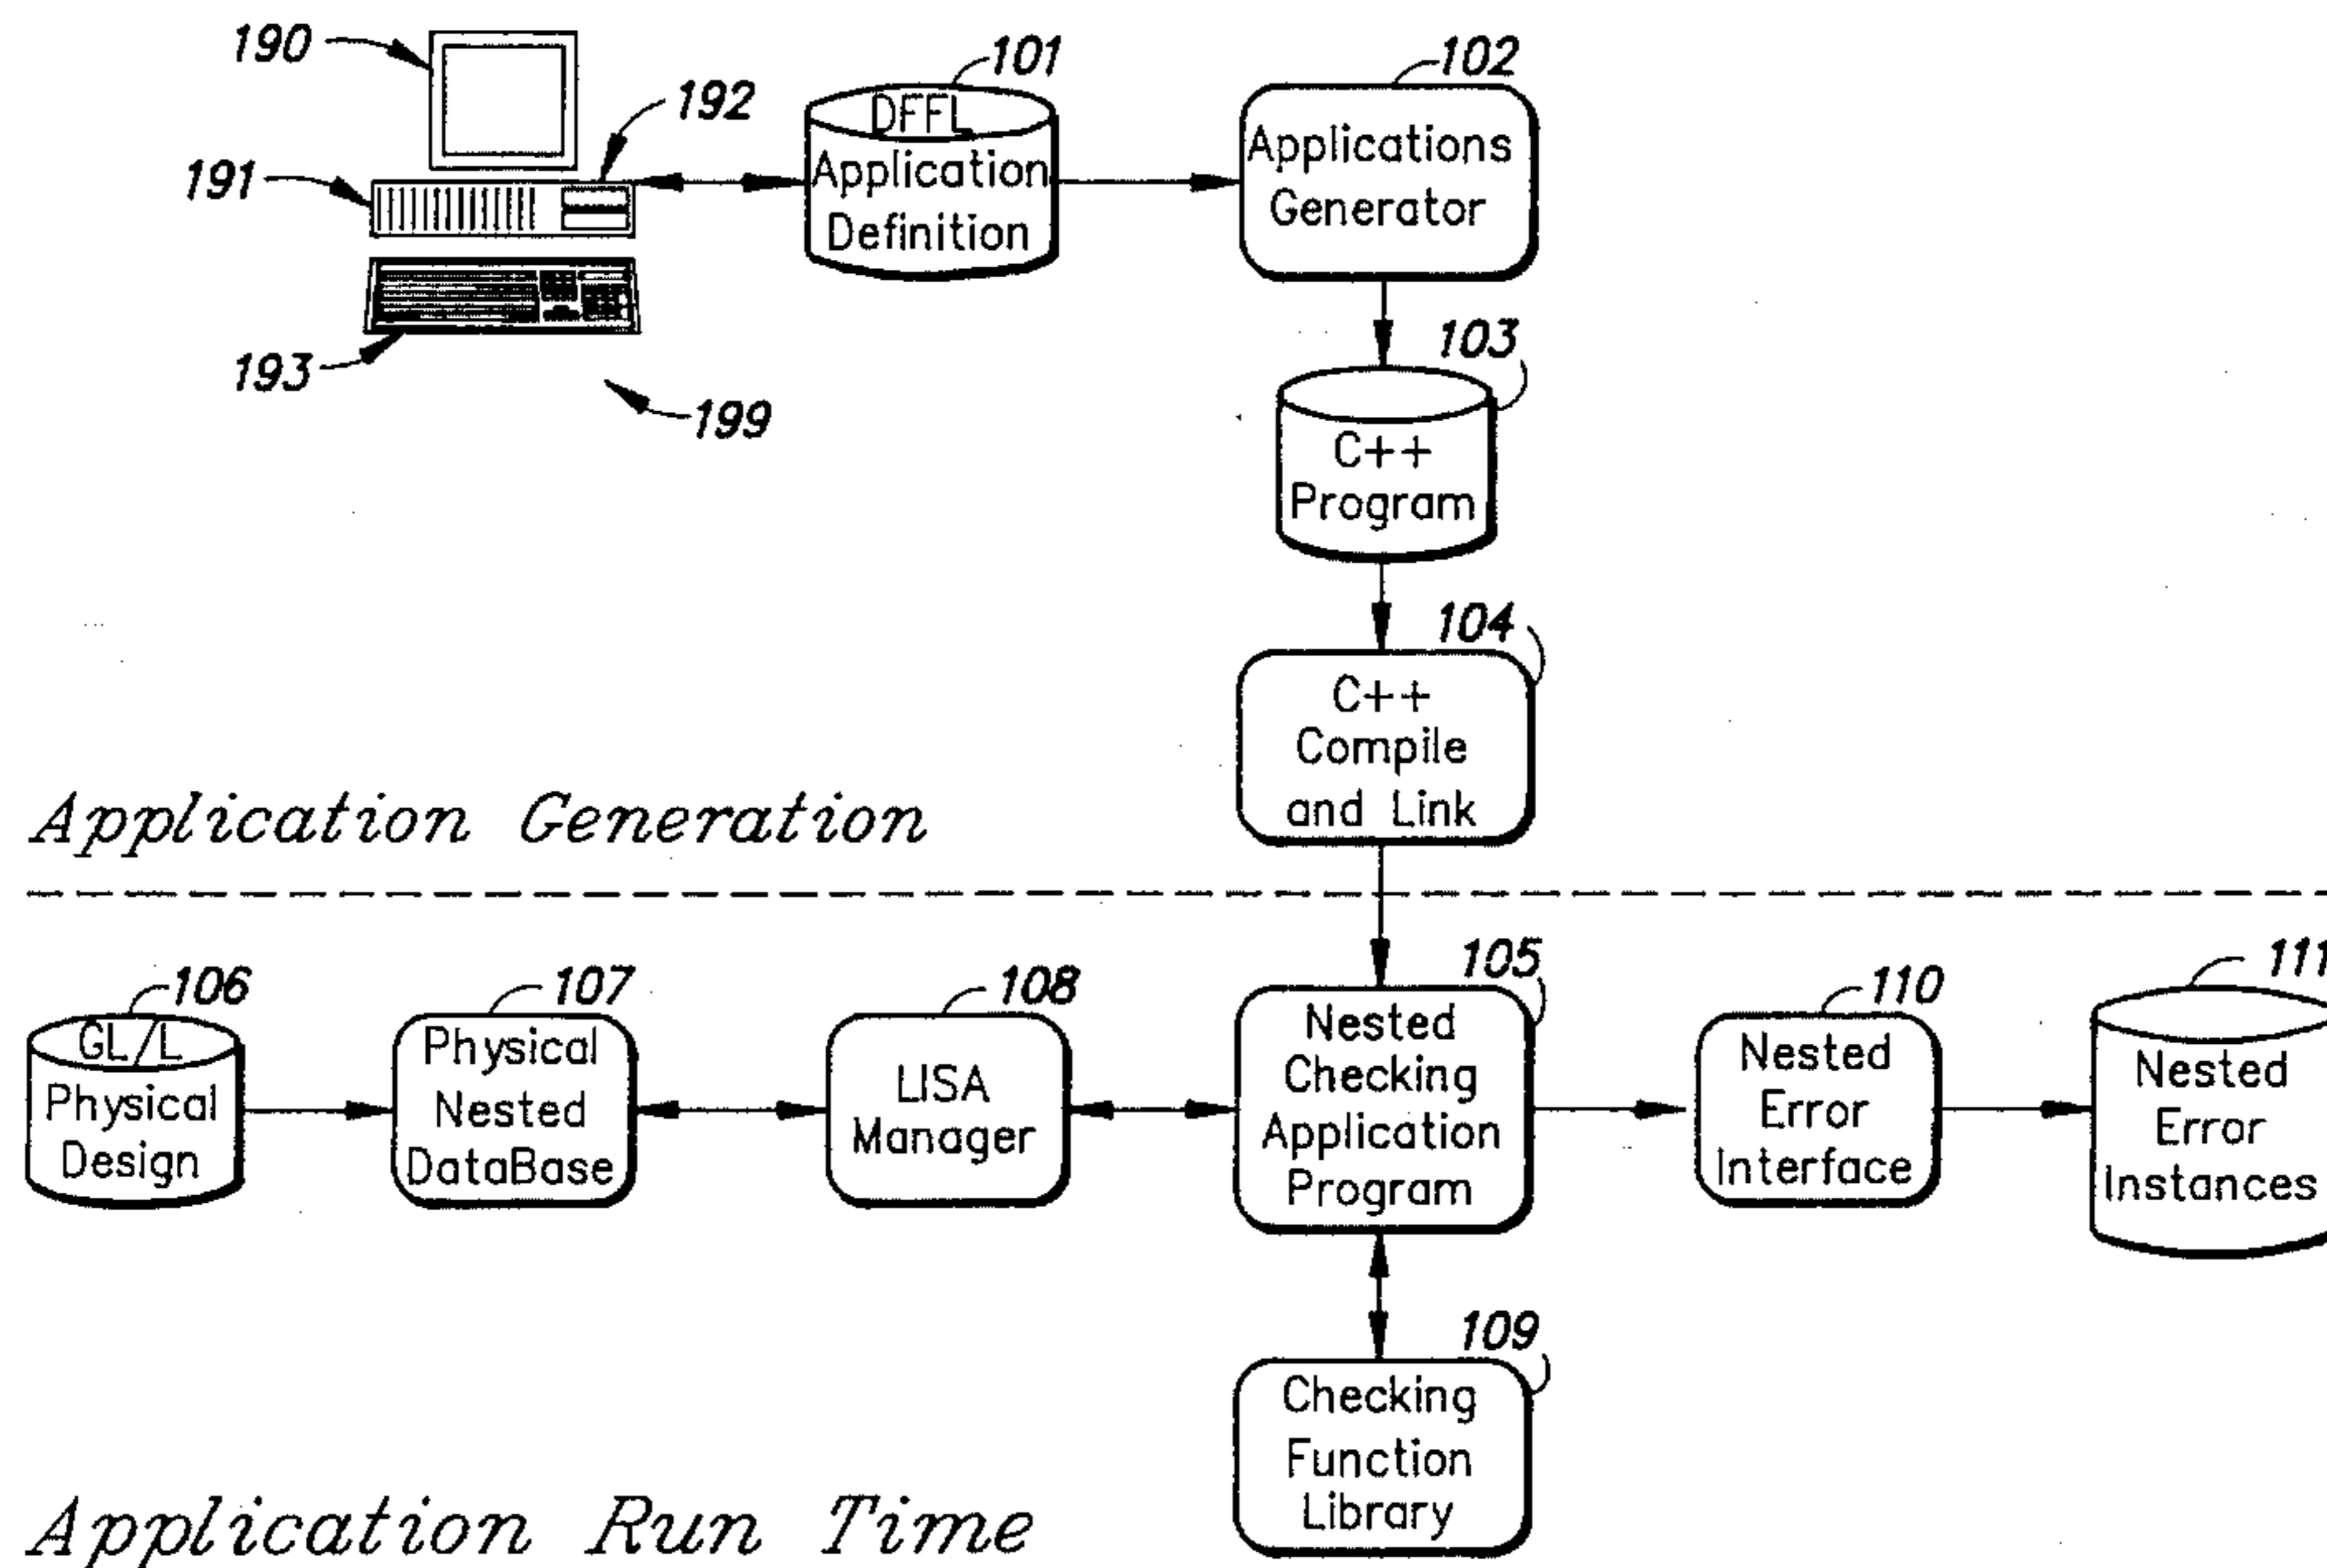 190
101
102
192
DFFL
Application
Definition
Applications
Generator
191
193
199
103
C++
Program
104
C++
Compile
and Link
Application Generation
106
107
108
105
110
111
GL/L
Physical
Design
Physical
Nested
DataBase
LISA
Manager
Nested
Checking
Application
Program
Nested
Error
Interface
Nested
Error
Instances
109
Checking
Function
Library
Application Run Time